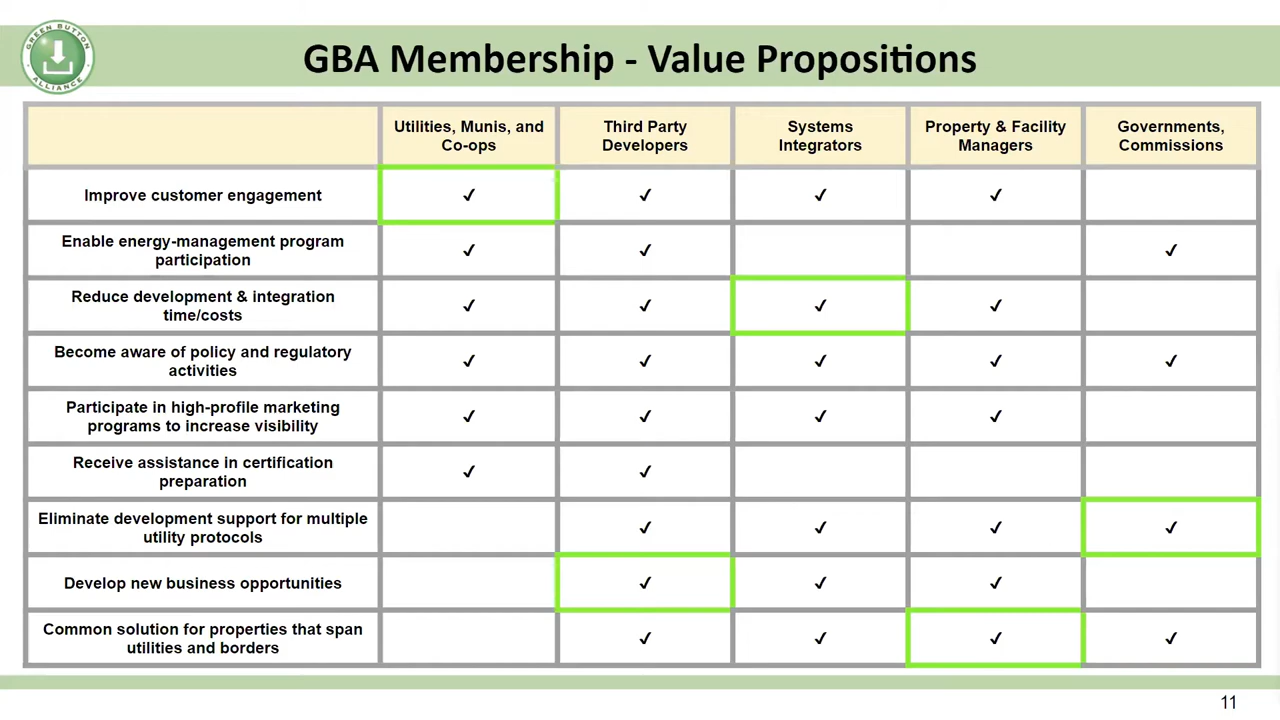 GREEN BUTTON
ALLIANCE
GBA Membership - Value Propositions
Utilities, Munis, and
Co-ops
Third Party
Developers
Systems
Integrators
Property & Facility
Managers
Governments,
Commissions
Improve customer engagement ✓ ✓ ✓ ✓
Enable energy-management program
participation
✓ ✓ ✓
Reduce development & integration
time/costs
✓ ✓ ✓ ✓
Become aware of policy and regulatory
activities
✓ ✓ ✓ ✓ ✓
Participate in high-profile marketing
programs to increase visibility
✓ ✓ ✓ ✓
Receive assistance in certification
preparation
✓ ✓
Eliminate development support for multiple
utility protocols
✓ ✓ ✓ ✓
Develop new business opportunities ✓ ✓ ✓
Common solution for properties that span
utilities and borders
✓ ✓ ✓ ✓
11